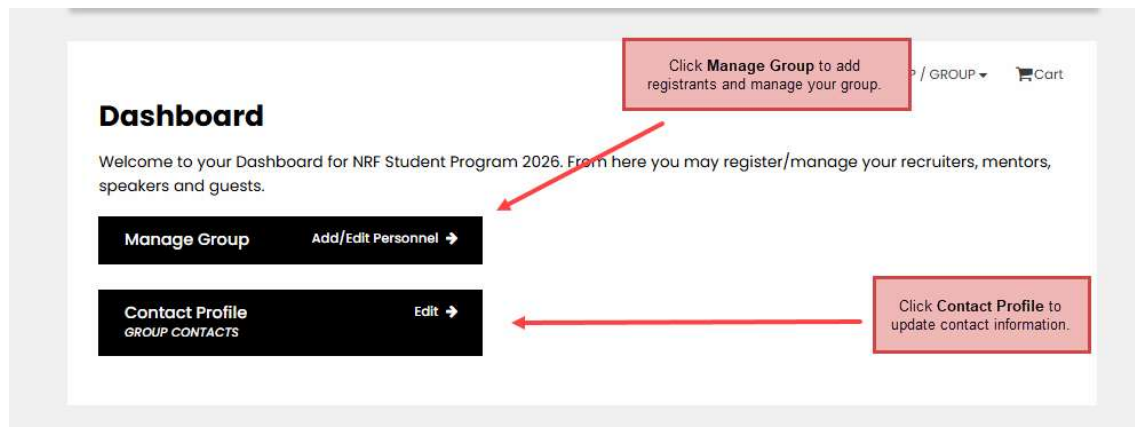 Click Manage Group to add
registrants and manage your group.
/ GROUP
Cart
Dashboard
Welcome to your Dashboard for NRF Student Program 2026. From here you may register/manage your recruiters, mentors,
speakers and guests.
Manage Group Add/Edit Personnel
Contact Profile Edit
GROUP CONTACTS
Click Contact Profile to
update contact information.